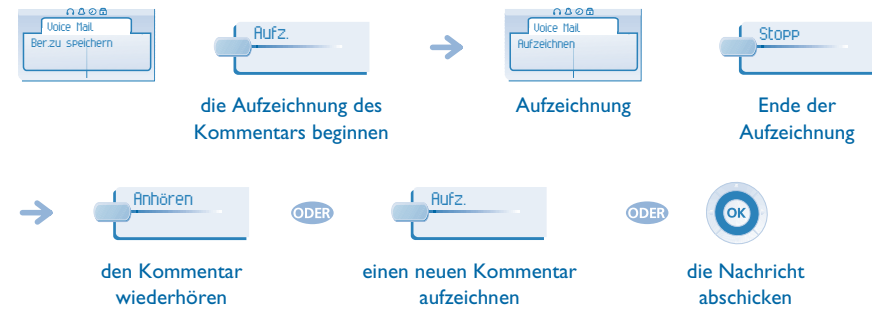 Voice Mail
Ber.zu speichern
Aufz.
Voice Mail
Aufzeichnen
Stopp
die Aufzeichnung des
Kommentars beginnen
Aufzeichnung
Ende der
Aufzeichnung
Anhören
ODER
Aufz.
ODER
OK
den Kommentar
wiederhören
einen neuen Kommentar
aufzeichnen
die Nachricht
abschicken